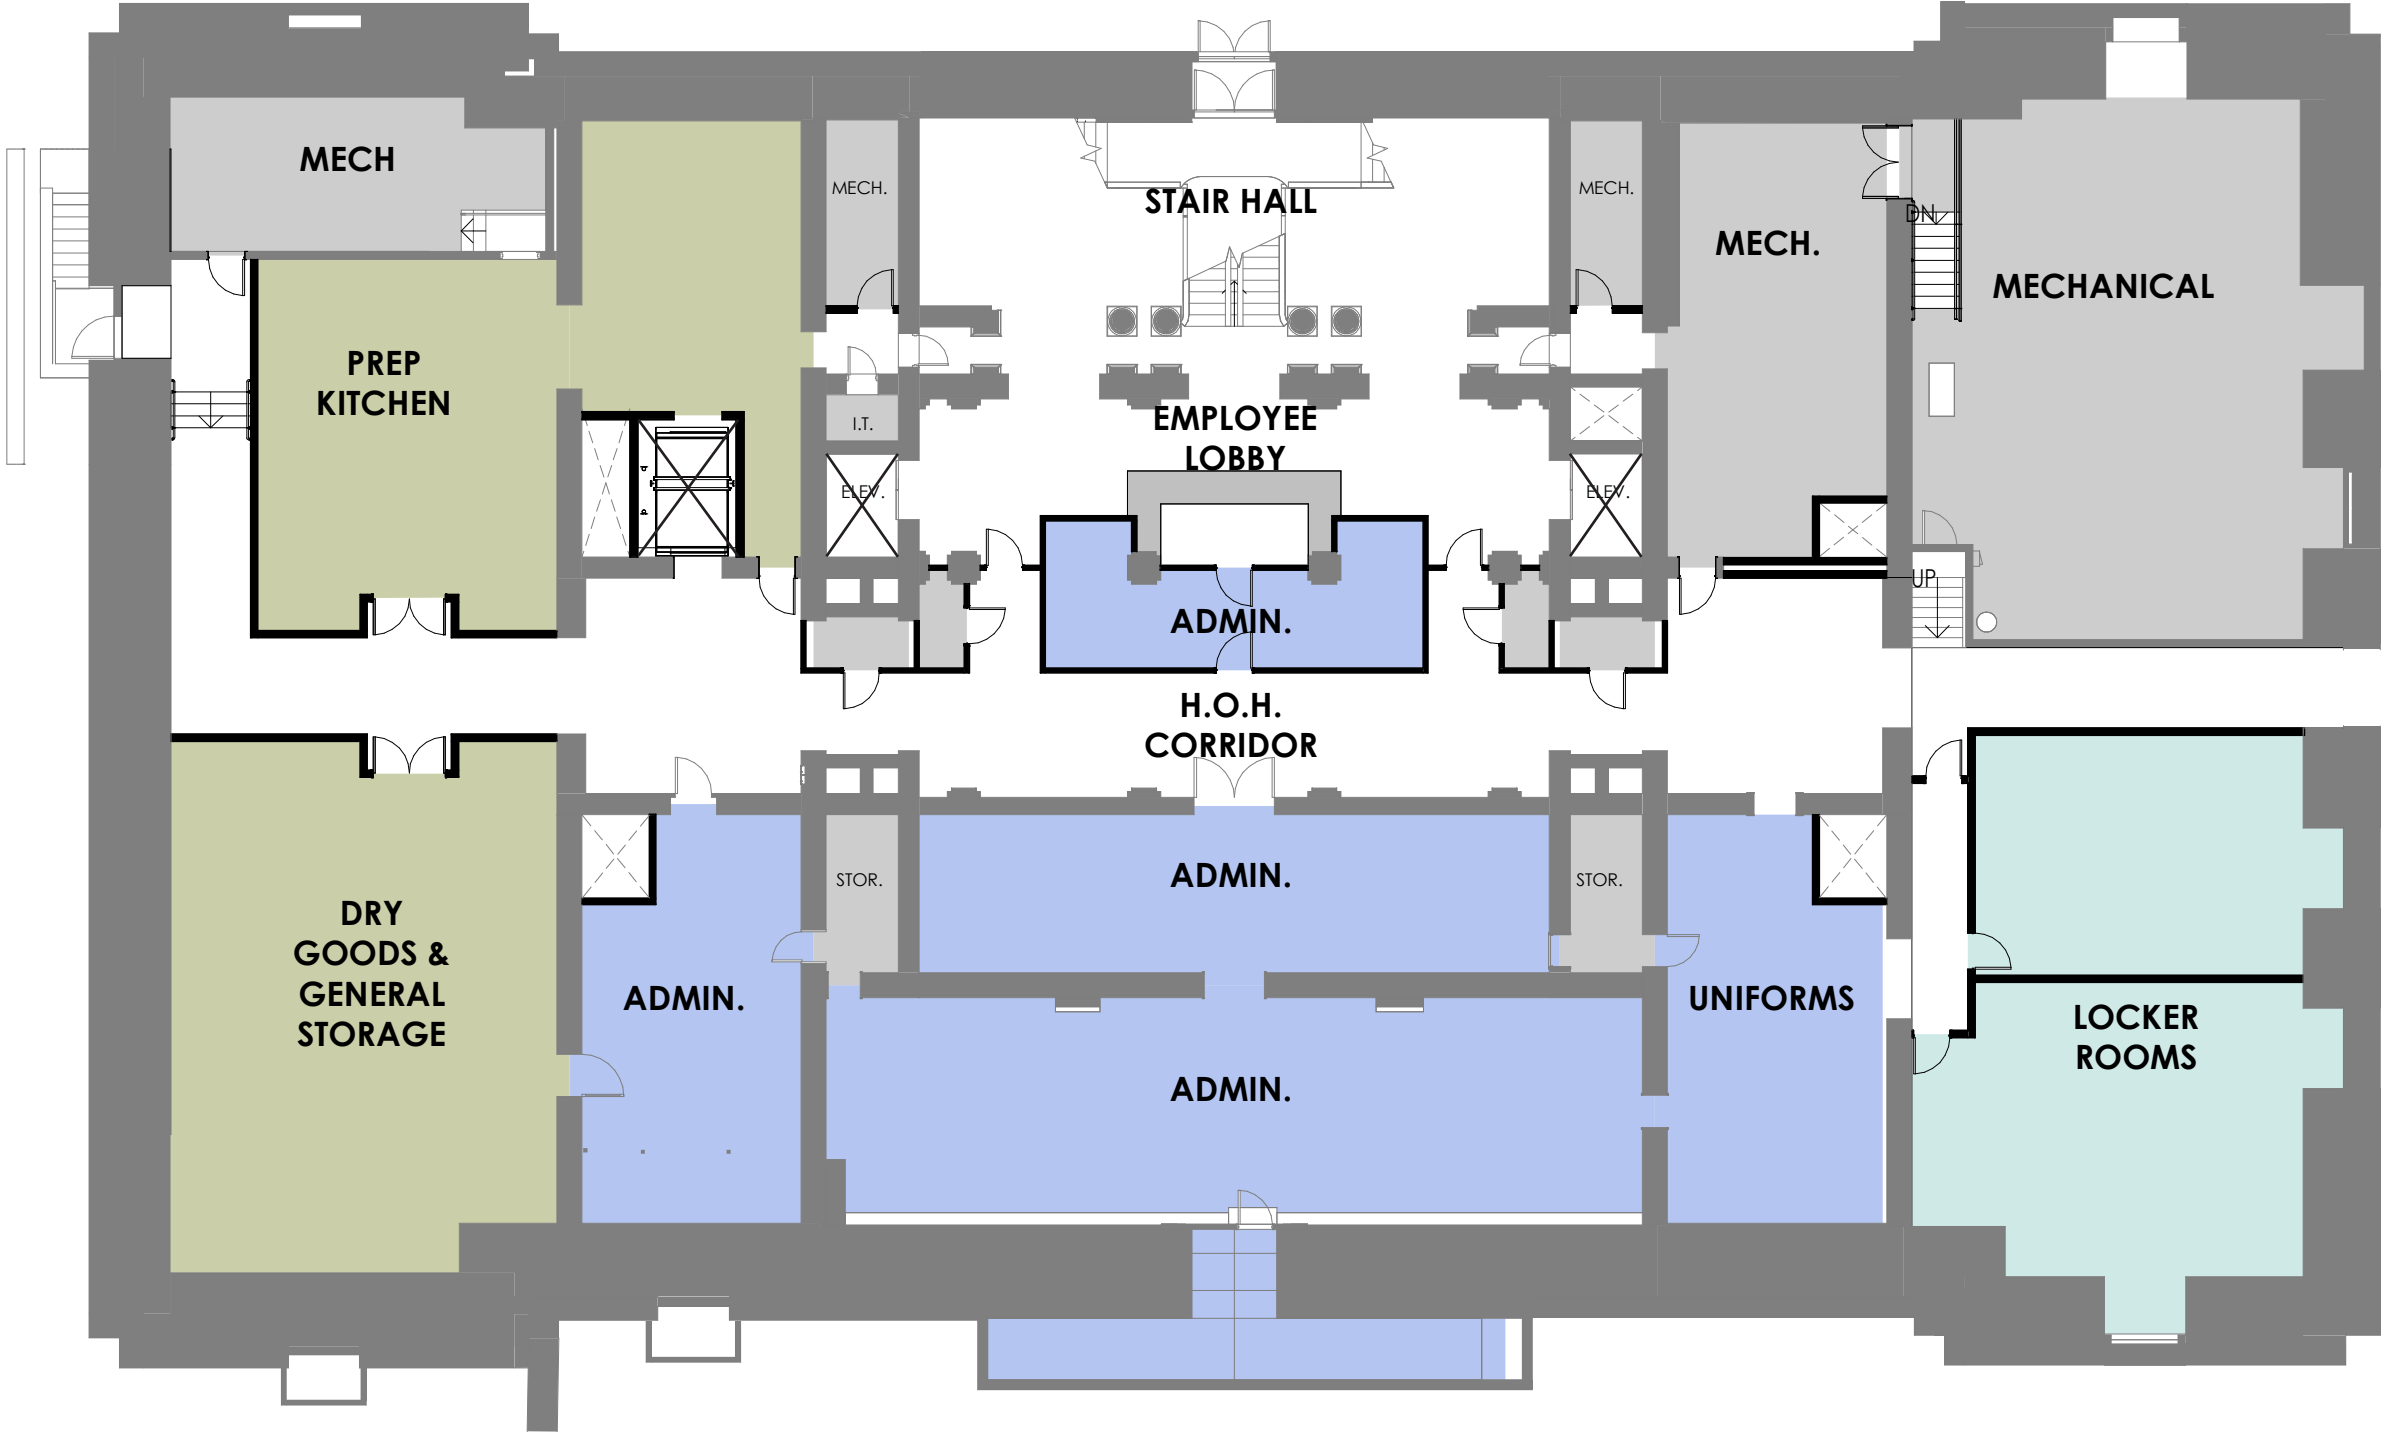 MECH
MECH.
STAIR HALL
MECH.
MECH.
DN
MECHANICAL
PREP
KITCHEN
I.T.
EMPLOYEE
LOBBY
ELEV.
ELEV.
UP
ADMIN.
H.O.H.
CORRIDOR
STOR.
ADMIN.
STOR.
DRY
GOODS &
GENERAL
STORAGE
ADMIN.
UNIFORMS
LOCKER
ROOMS
ADMIN.